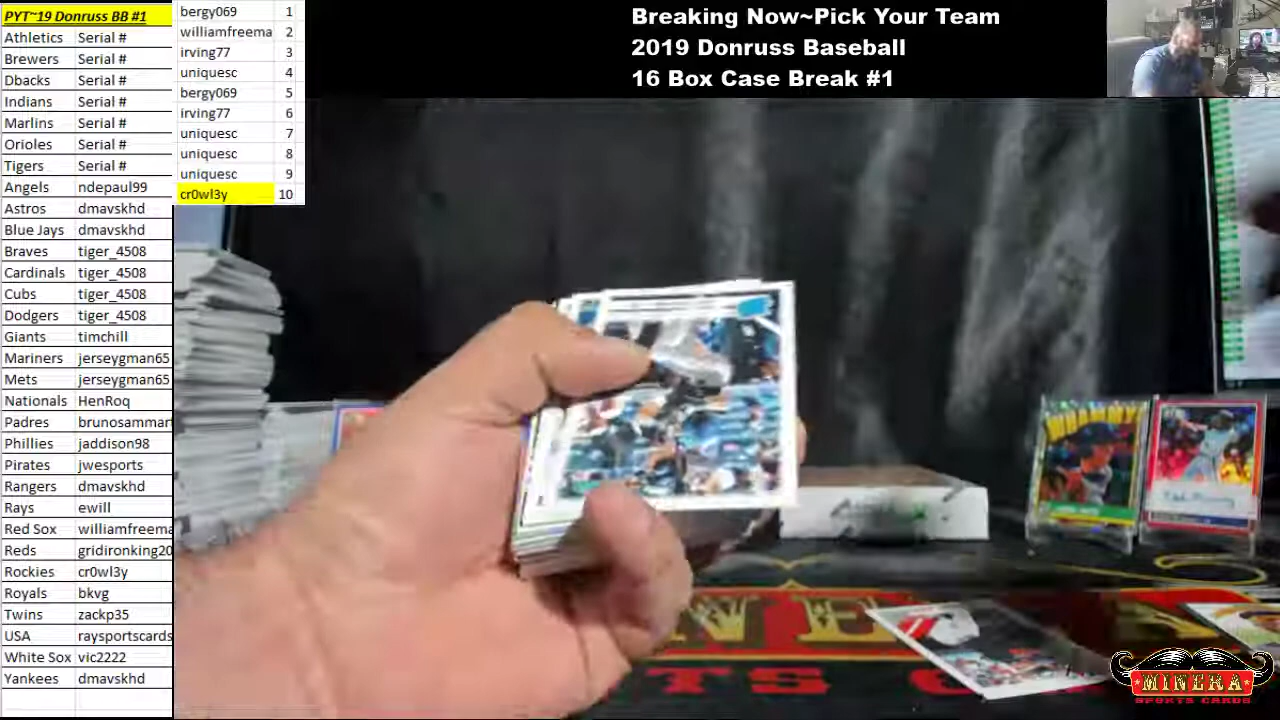 PYT~19 Donruss BB #1
Athletics Serial #
Brewers Serial #
Dbacks Serial #
Indians Serial #
Marlins Serial #
Orioles Serial #
Tigers Serial #
Angels ndepaul99
Astros dmavskhd
Blue Jays dmavskhd
Braves tiger_4508
Cardinals tiger_4508
Cubs tiger_4508
Dodgers tiger_4508
Giants timchill
Mariners jerseygman65
Mets jerseygman65
Nationals HenRoq
Padres brunosammar
Phillies jaddison98
Pirates jwesports
Rangers dmavskhd
Rays ewill
Red Sox williamfreema
Reds gridironking20
Rockies cr0wl3y
Royals bkvg
Twins zackp35
USA raysportscards
White Sox vic2222
Yankees dmavskhd
bergy069 1
williamfreema 2
irving77 3
uniquesc 4
bergy069 5
irving77 6
uniquesc 7
uniquesc 8
uniquesc 9
cr0wl3y 10
Breaking Now~Pick Your Team
2019 Donruss Baseball
16 Box Case Break #1
WHAMMY
MINERA
SPORTS CARDS